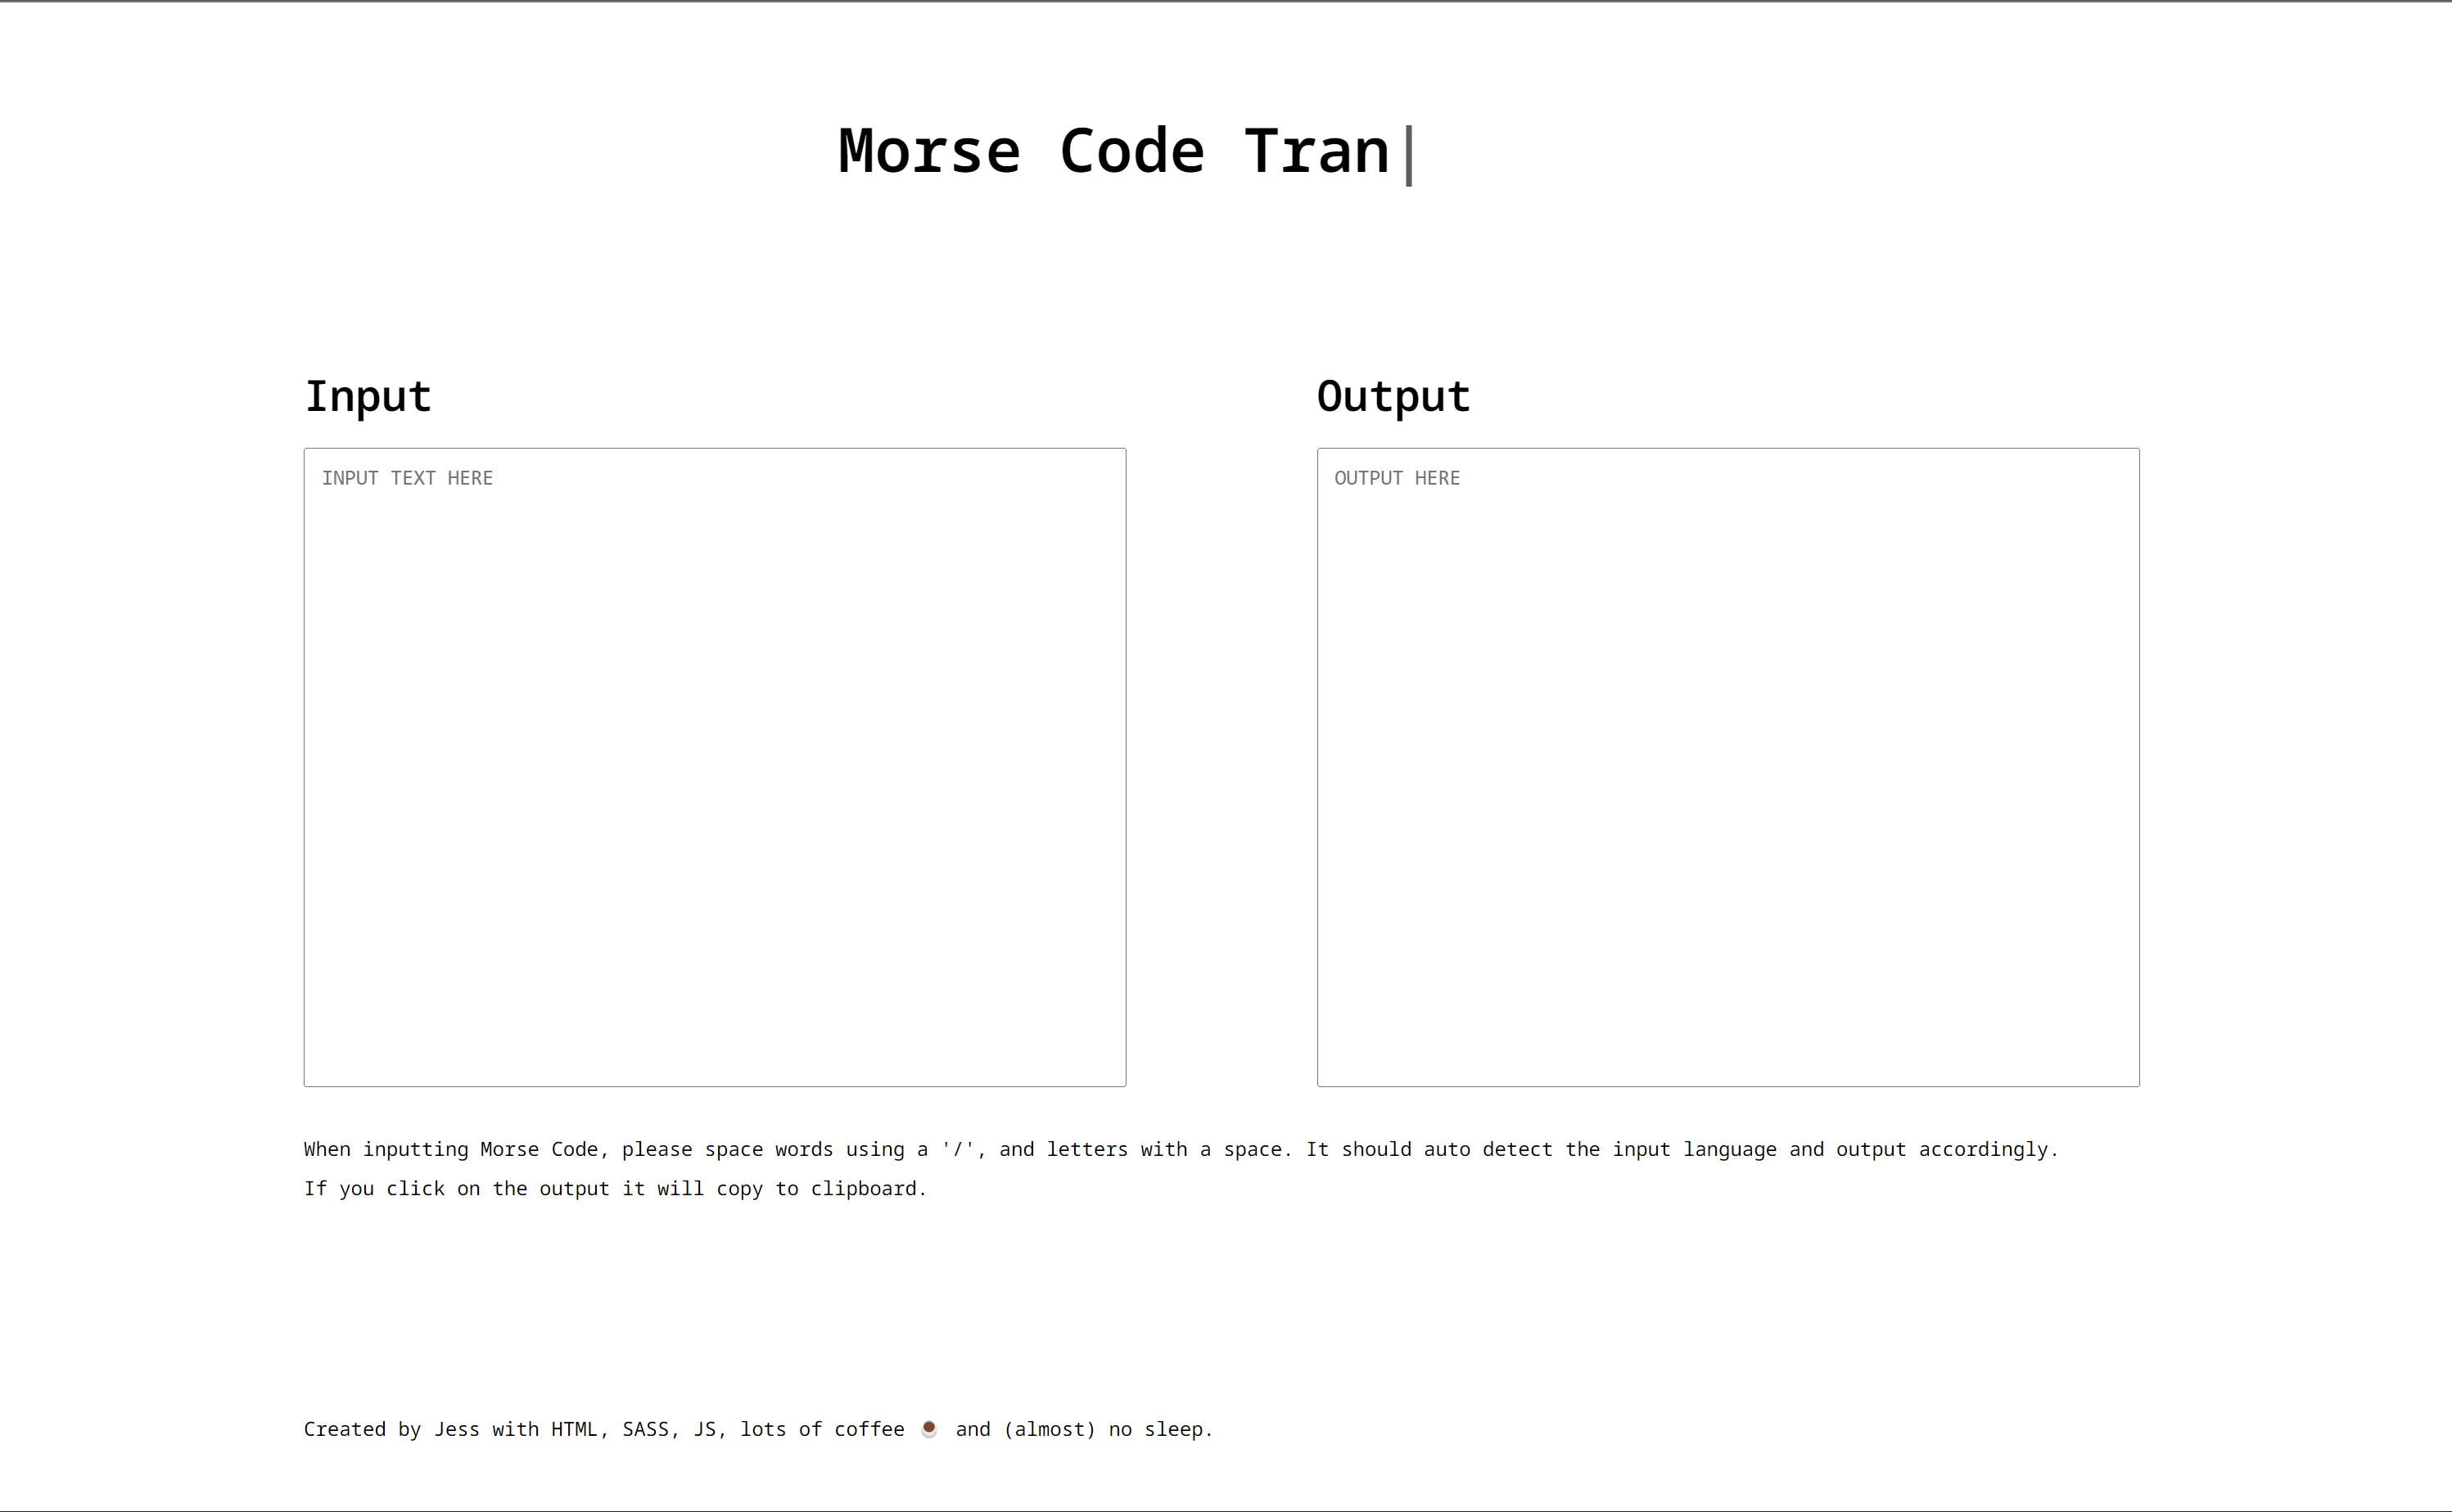 Morse Code Tran|
Input
Output
INPUT TEXT HERE
OUTPUT HERE
When inputting Morse Code, please space words using a '/', and letters with a space. It should auto detect the input language and output accordingly.
If you click on the output it will copy to clipboard.
Created by Jess with HTML, SASS, JS, lots of coffee ☕ and (almost) no sleep.